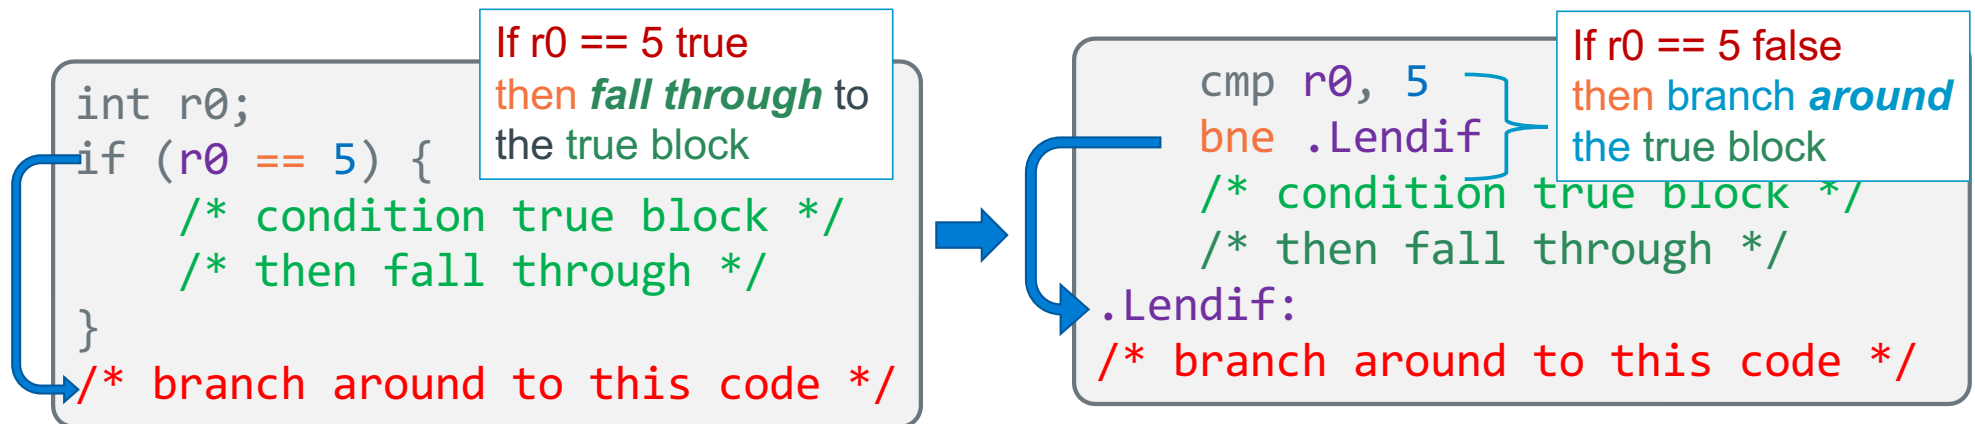 If r0 == 5 true
then fall through to
the true block
int r0;
if (r0 == 5) {
/* condition true block */
/* then fall through */
}
/* branch around to this code */
If r0 == 5 false
then branch around
the true block
cmp r0, 5
bne .Lendif
/* condition true block */
/* then fall through */
.Lendif:
/* branch around to this code */